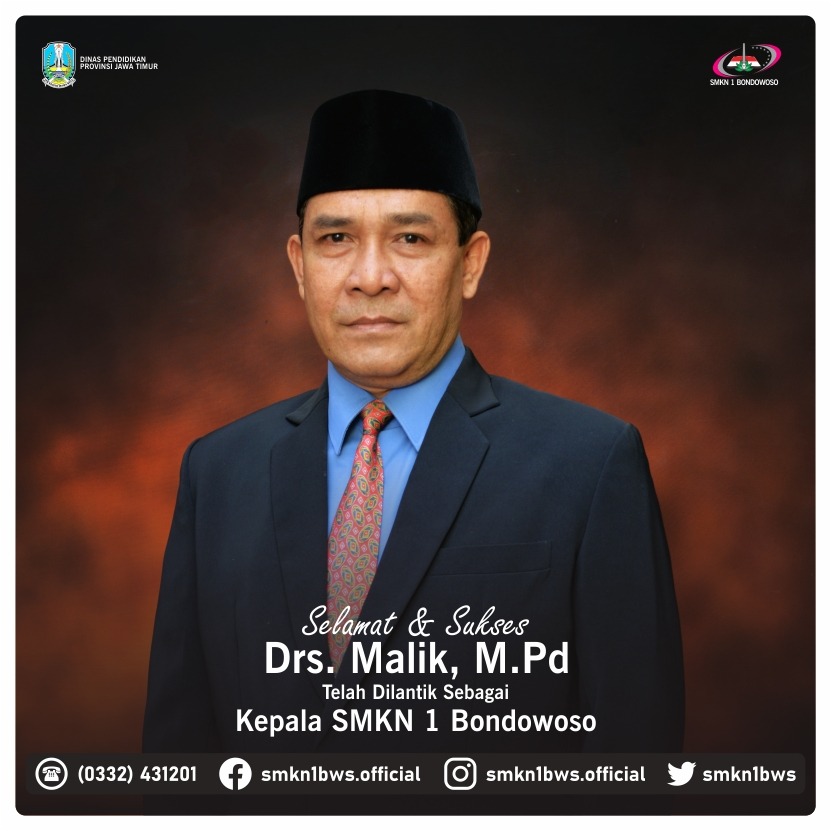 DINAS PENDIDIKAN
PROVINSI JAWA TIMUR
SMKN 1 BONDOWOSO
Selamat & Sukses
Drs. Malik, M.Pd
Telah Dilantik Sebagai
Kepala SMKN 1 Bondowoso
(0332) 431201 smkn1bws.official smkn1bws.official smkn1bws